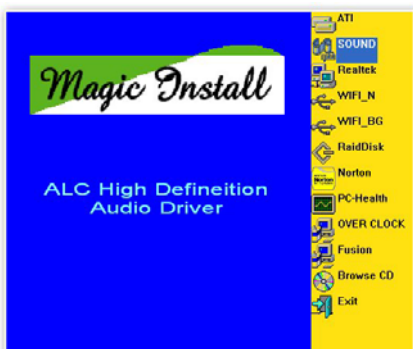 Magic Install
ALC High Defineition
Audio Driver
ATI
SOUND
Realtek
WIFI_N
WIFI_BG
RaidDisk
Norton
PC-Health
OVER CLOCK
Fusion
Browse CD
Exit